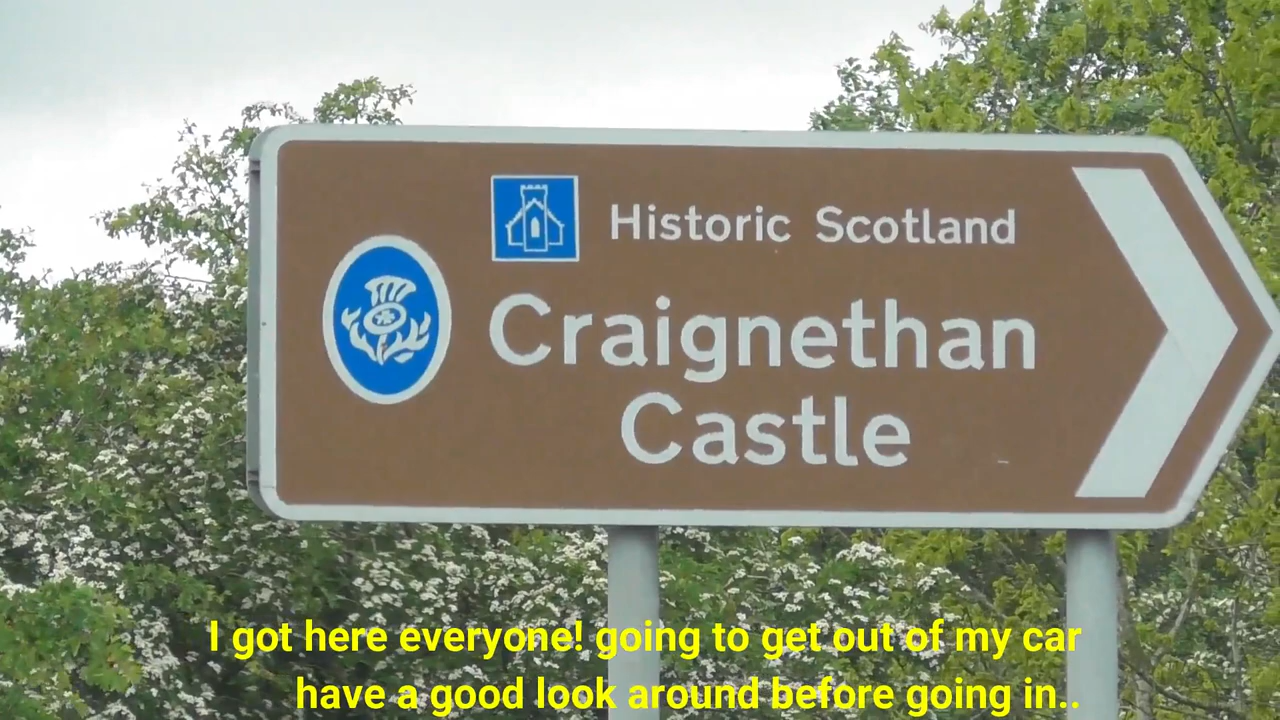 Historic Scotland
Craignethan
Castle
I got here everyone! going to get out of my car
have a good look around before going in..